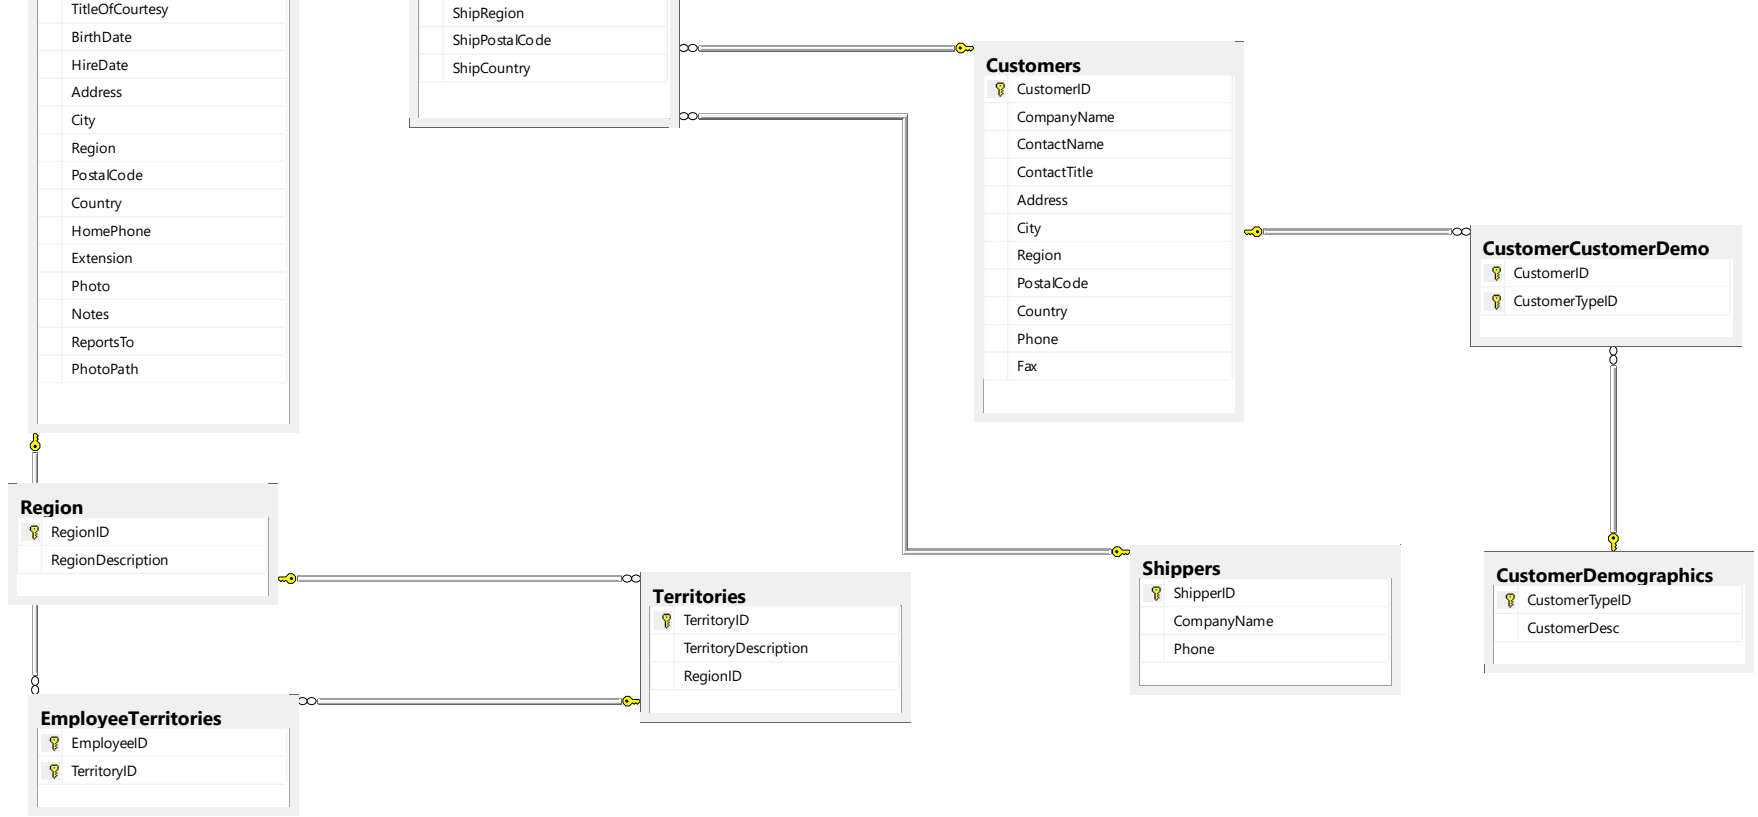 TitleOfCourtesy
BirthDate
HireDate
Address
City
Region
PostalCode
Country
HomePhone
Extension
Photo
Notes
ReportsTo
PhotoPath
ShipRegion
ShipPostalCode
ShipCountry
Customers
CustomerID
CompanyName
ContactName
ContactTitle
Address
City
Region
PostalCode
Country
Phone
Fax
CustomerCustomerDemo
CustomerID
CustomerTypeID
Region
RegionID
RegionDescription
Territories
TerritoryID
TerritoryDescription
RegionID
Shippers
ShipperID
CompanyName
Phone
CustomerDemographics
CustomerTypeID
CustomerDesc
EmployeeTerritories
EmployeeID
TerritoryID